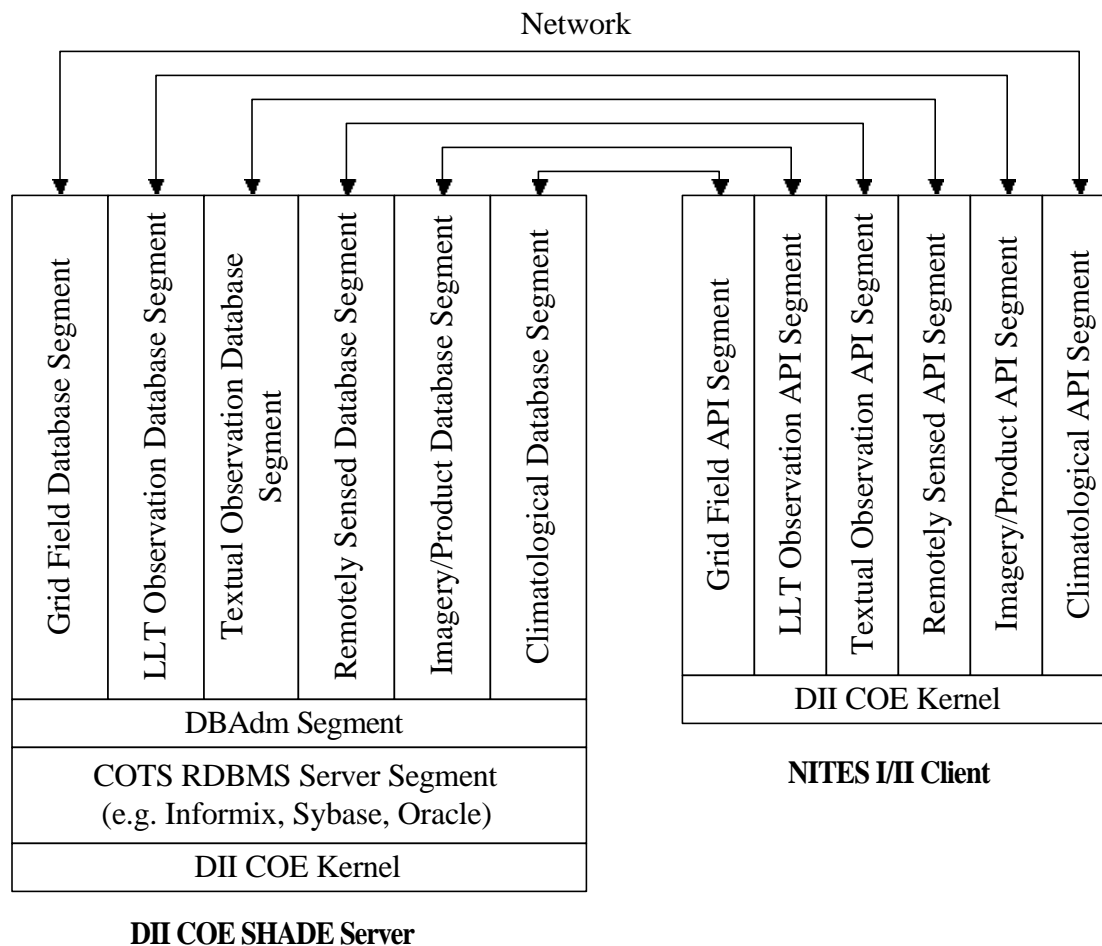 Network
Grid Field Database Segment
LLT Observation Database Segment
Textual Observation Database
Segment
Remotely Sensed Database Segment
Imagery/Product Database Segment
Climatological Database Segment
DBAdm Segment
COTS RDBMS Server Segment
(e.g. Informix, Sybase, Oracle)
DII COE Kernel
DII COE SHADE Server
Grid Field API Segment
LLT Observation API Segment
Textual Observation API Segment
Remotely Sensed API Segment
Imagery/Product API Segment
Climatological API Segment
DII COE Kernel
NITES I/II Client